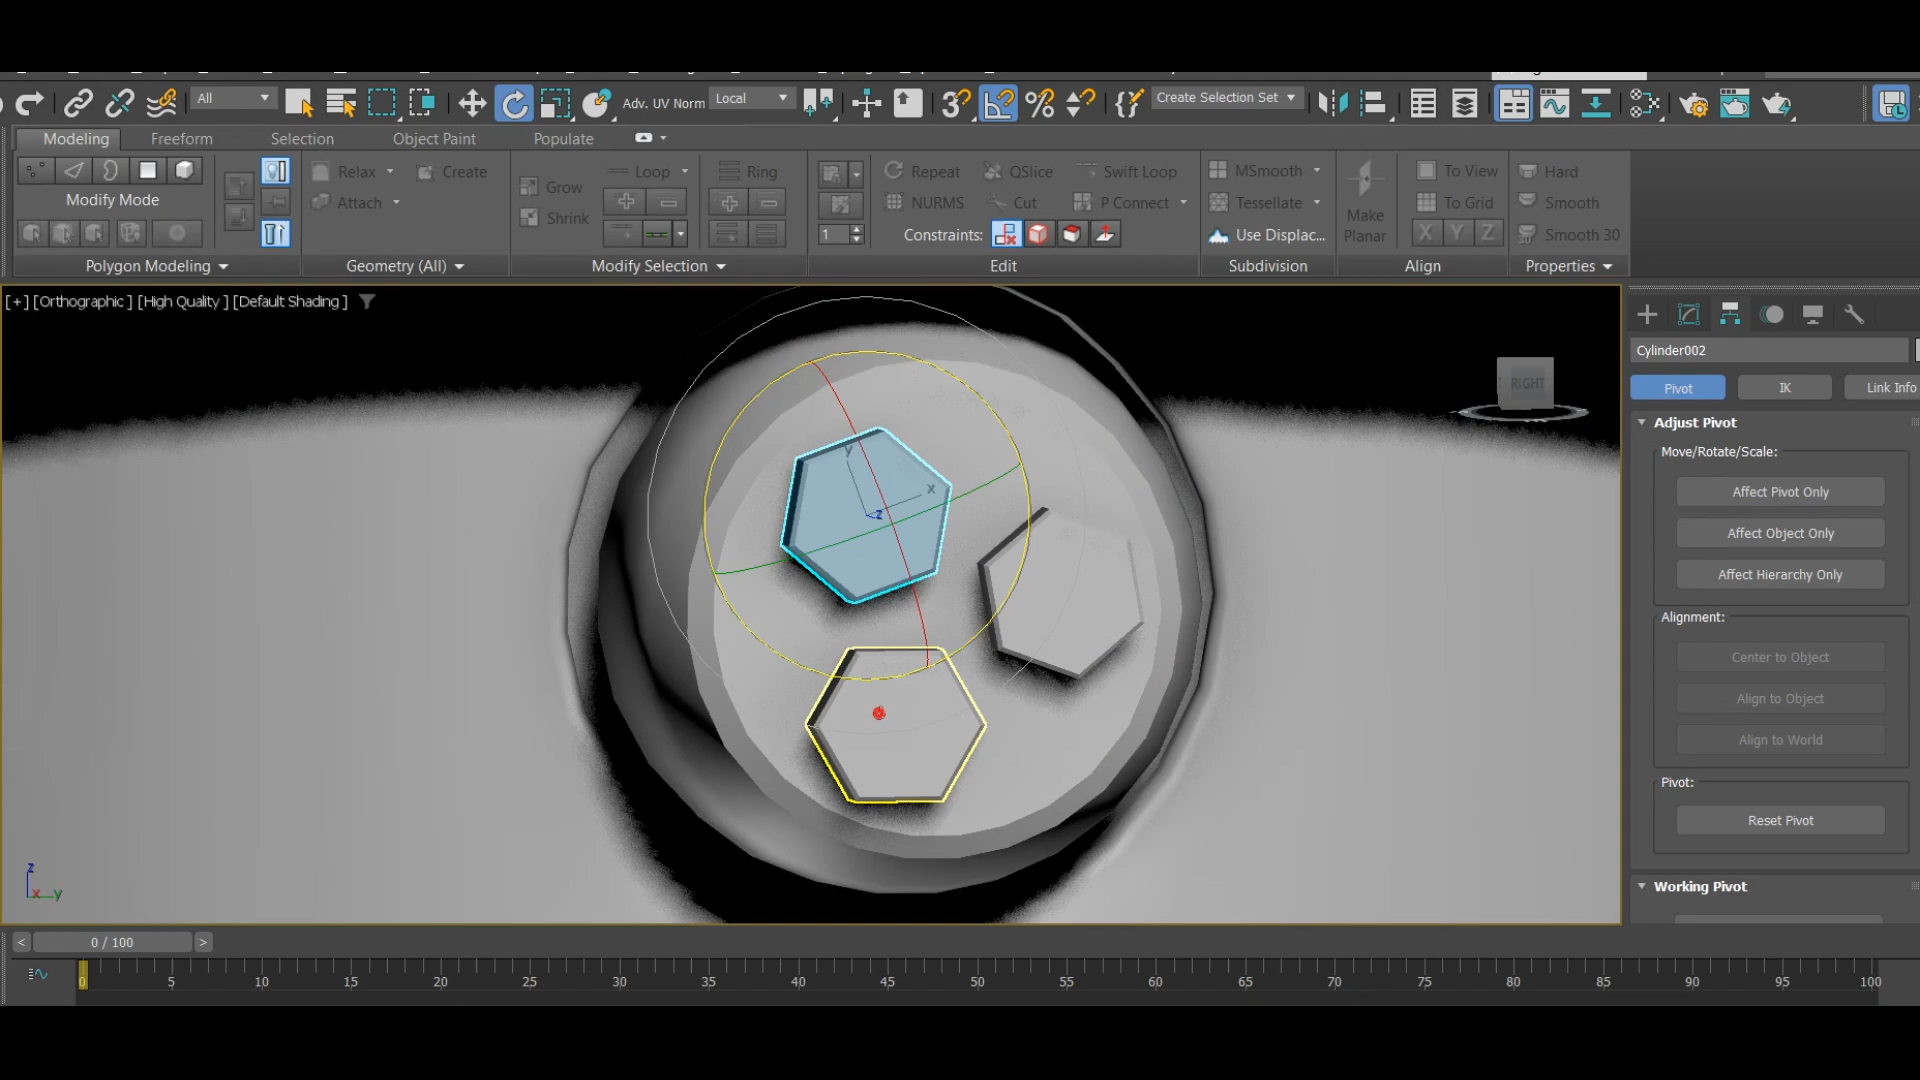 All Adv. UV Norm Local Create Selection Set
Modeling Freeform Selection Object Paint Populate
Relax Create Grow Loop Ring Repeat QSlice Swift Loop MSmooth To View Hard
Modify Mode Attach Shrink NURMS Cut P Connect Tessellate Make Planar To Grid Smooth
1 Constraints: Use Displac... X Y Z Smooth 30
Polygon Modeling Geometry (All) Modify Selection Edit Subdivision Align Properties
[+] [Orthographic ] [High Quality ] [Default Shading ]
RIGHT
y
x
z
z
x y
Cylinder002
Pivot IK Link Info
Adjust Pivot
Move/Rotate/Scale:
Affect Pivot Only
Affect Object Only
Affect Hierarchy Only
Alignment:
Center to Object
Align to Object
Align to World
Pivot:
Reset Pivot
Working Pivot
< 0 / 100 >
0 5 10 15 20 25 30 35 40 45 50 55 60 65 70 75 80 85 90 95 100